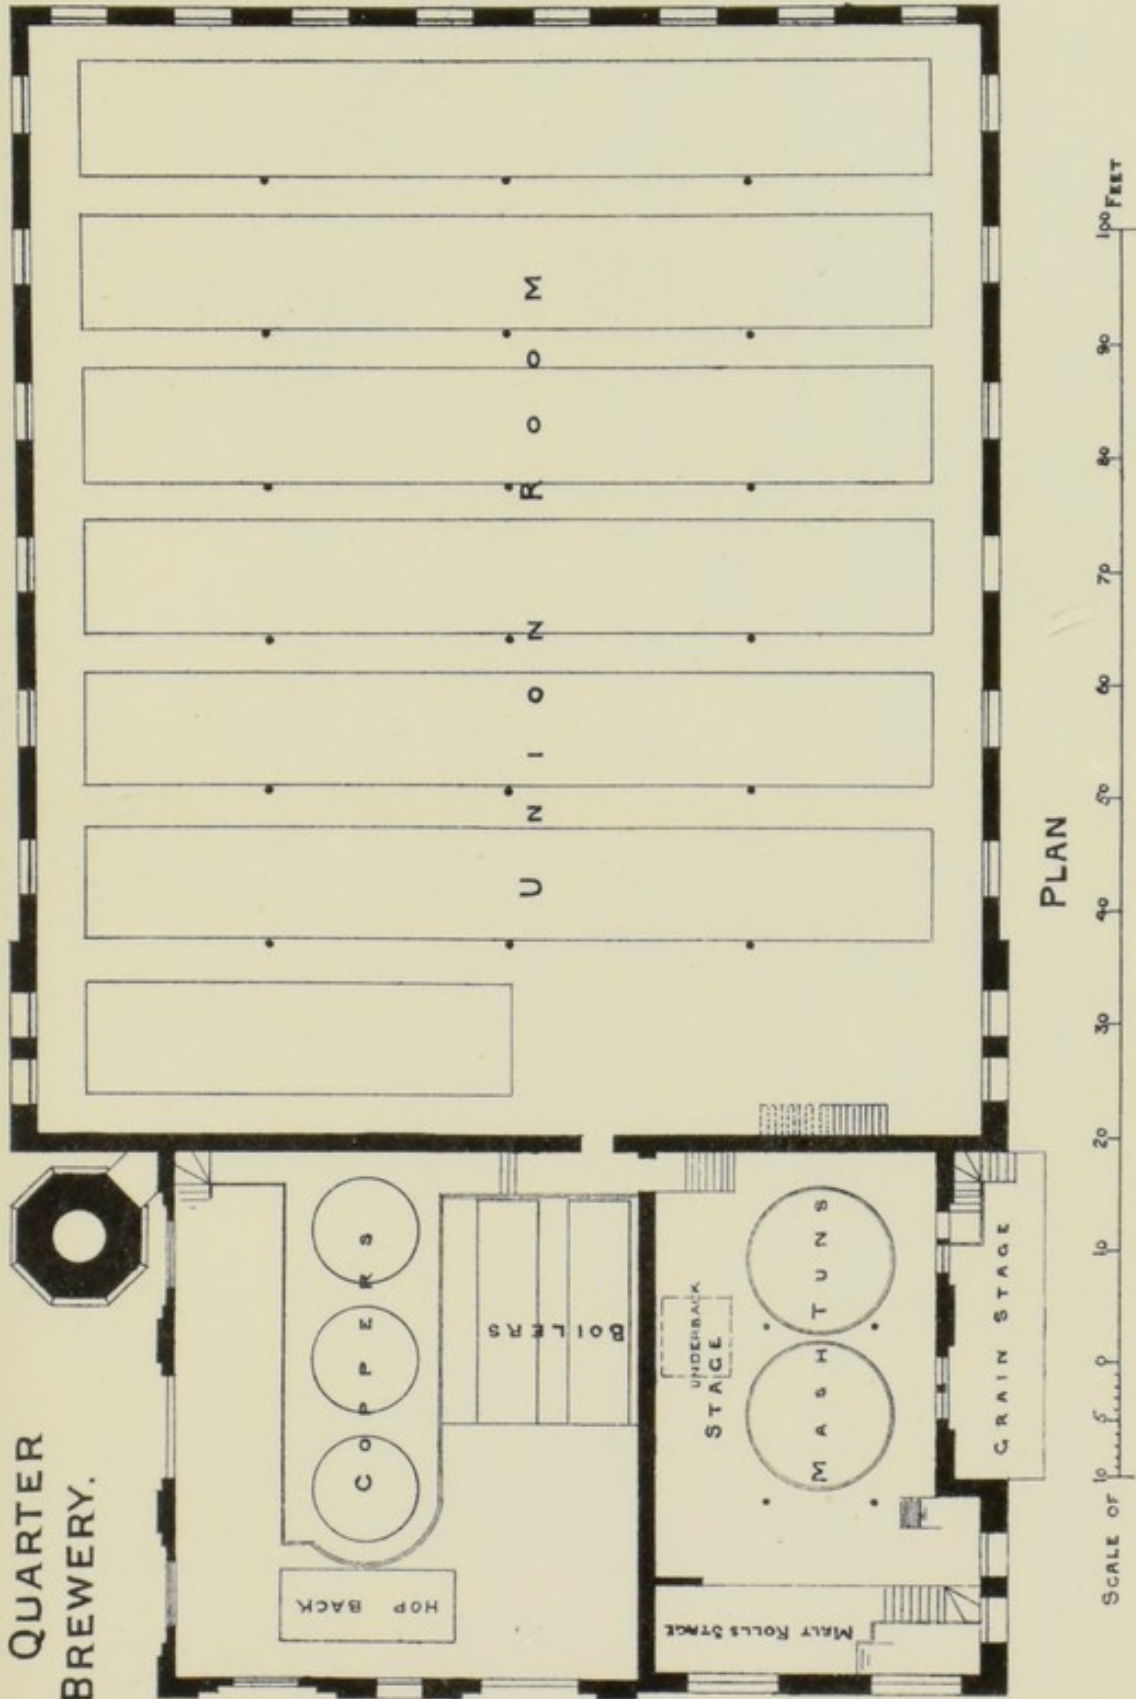 QUARTER
BREWERY.
UNION ROOM
COPPERS
BOILERS
HOP BACK
UNDERBACK
STAGE
MASH TUNS
MALT ROLLS STAGE
GRAIN STAGE
PLAN
SCALE OF 10 5 0 10 20 30 40 50 60 70 80 90 100 FEET